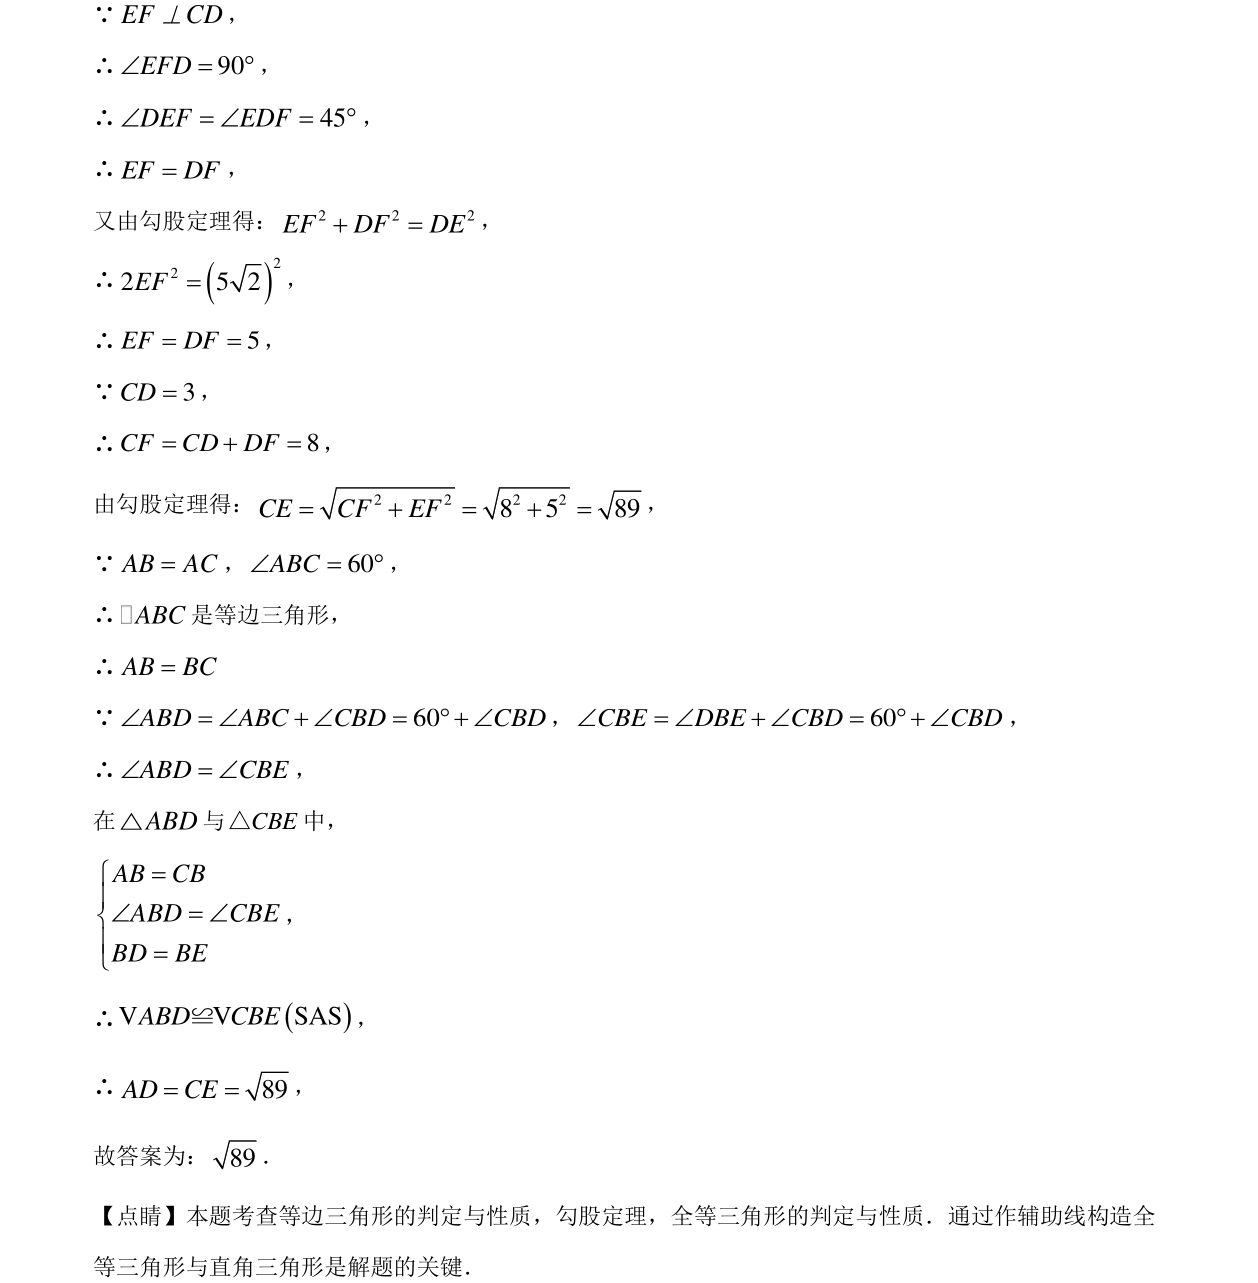 ∵ EF ⊥ CD，
∴ ∠EFD = 90°，
∴ ∠DEF = ∠EDF = 45°，
∴ EF = DF，
又由勾股定理得：EF² + DF² = DE²，
∴ 2EF² = (5√2)²，
∴ EF = DF = 5，
∵ CD = 3，
∴ CF = CD + DF = 8，
由勾股定理得：CE = √(CF² + EF²) = √(8² + 5²) = √89，
∵ AB = AC，∠ABC = 60°，
∴ □ABC 是等边三角形，
∴ AB = BC
∵ ∠ABD = ∠ABC + ∠CBD = 60° + ∠CBD，∠CBE = ∠DBE + ∠CBD = 60° + ∠CBD，
∴ ∠ABD = ∠CBE，
在 △ABD 与 △CBE 中，
{AB = CB
∠ABD = ∠CBE，
BD = BE
∴ VABD≌VCBE(SAS)，
∴ AD = CE = √89，
故答案为：√89．
【点睛】本题考查等边三角形的判定与性质，勾股定理，全等三角形的判定与性质．通过作辅助线构造全
等三角形与直角三角形是解题的关键．